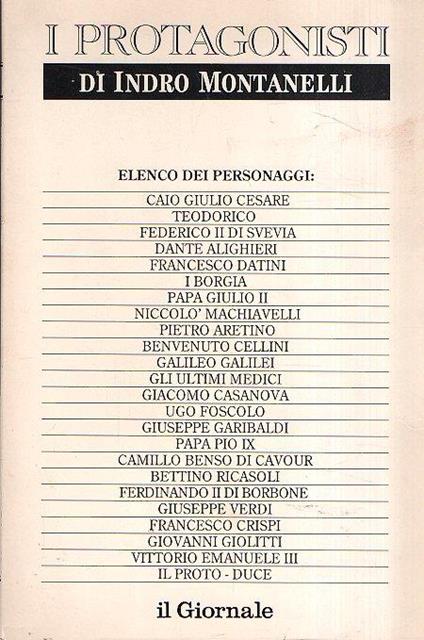 I PROTAGONISTI
DI INDRO MONTANELLI
ELENCO DEI PERSONAGGI:
CAIO GIULIO CESARE
TEODORICO
FEDERICO II DI SVEVIA
DANTE ALIGHIERI
FRANCESCO DATINI
I BORGIA
PAPA GIULIO II
NICCOLO' MACHIAVELLI
PIETRO ARETINO
BENVENUTO CELLINI
GALILEO GALILEI
GLI ULTIMI MEDICI
GIACOMO CASANOVA
UGO FOSCOLO
GIUSEPPE GARIBALDI
PAPA PIO IX
CAMILLO BENSO DI CAVOUR
BETTINO RICASOLI
FERDINANDO II DI BORBONE
GIUSEPPE VERDI
FRANCESCO CRISPI
GIOVANNI GIOLITTI
VITTORIO EMANUELE III
IL PROTO - DUCE
il Giornale